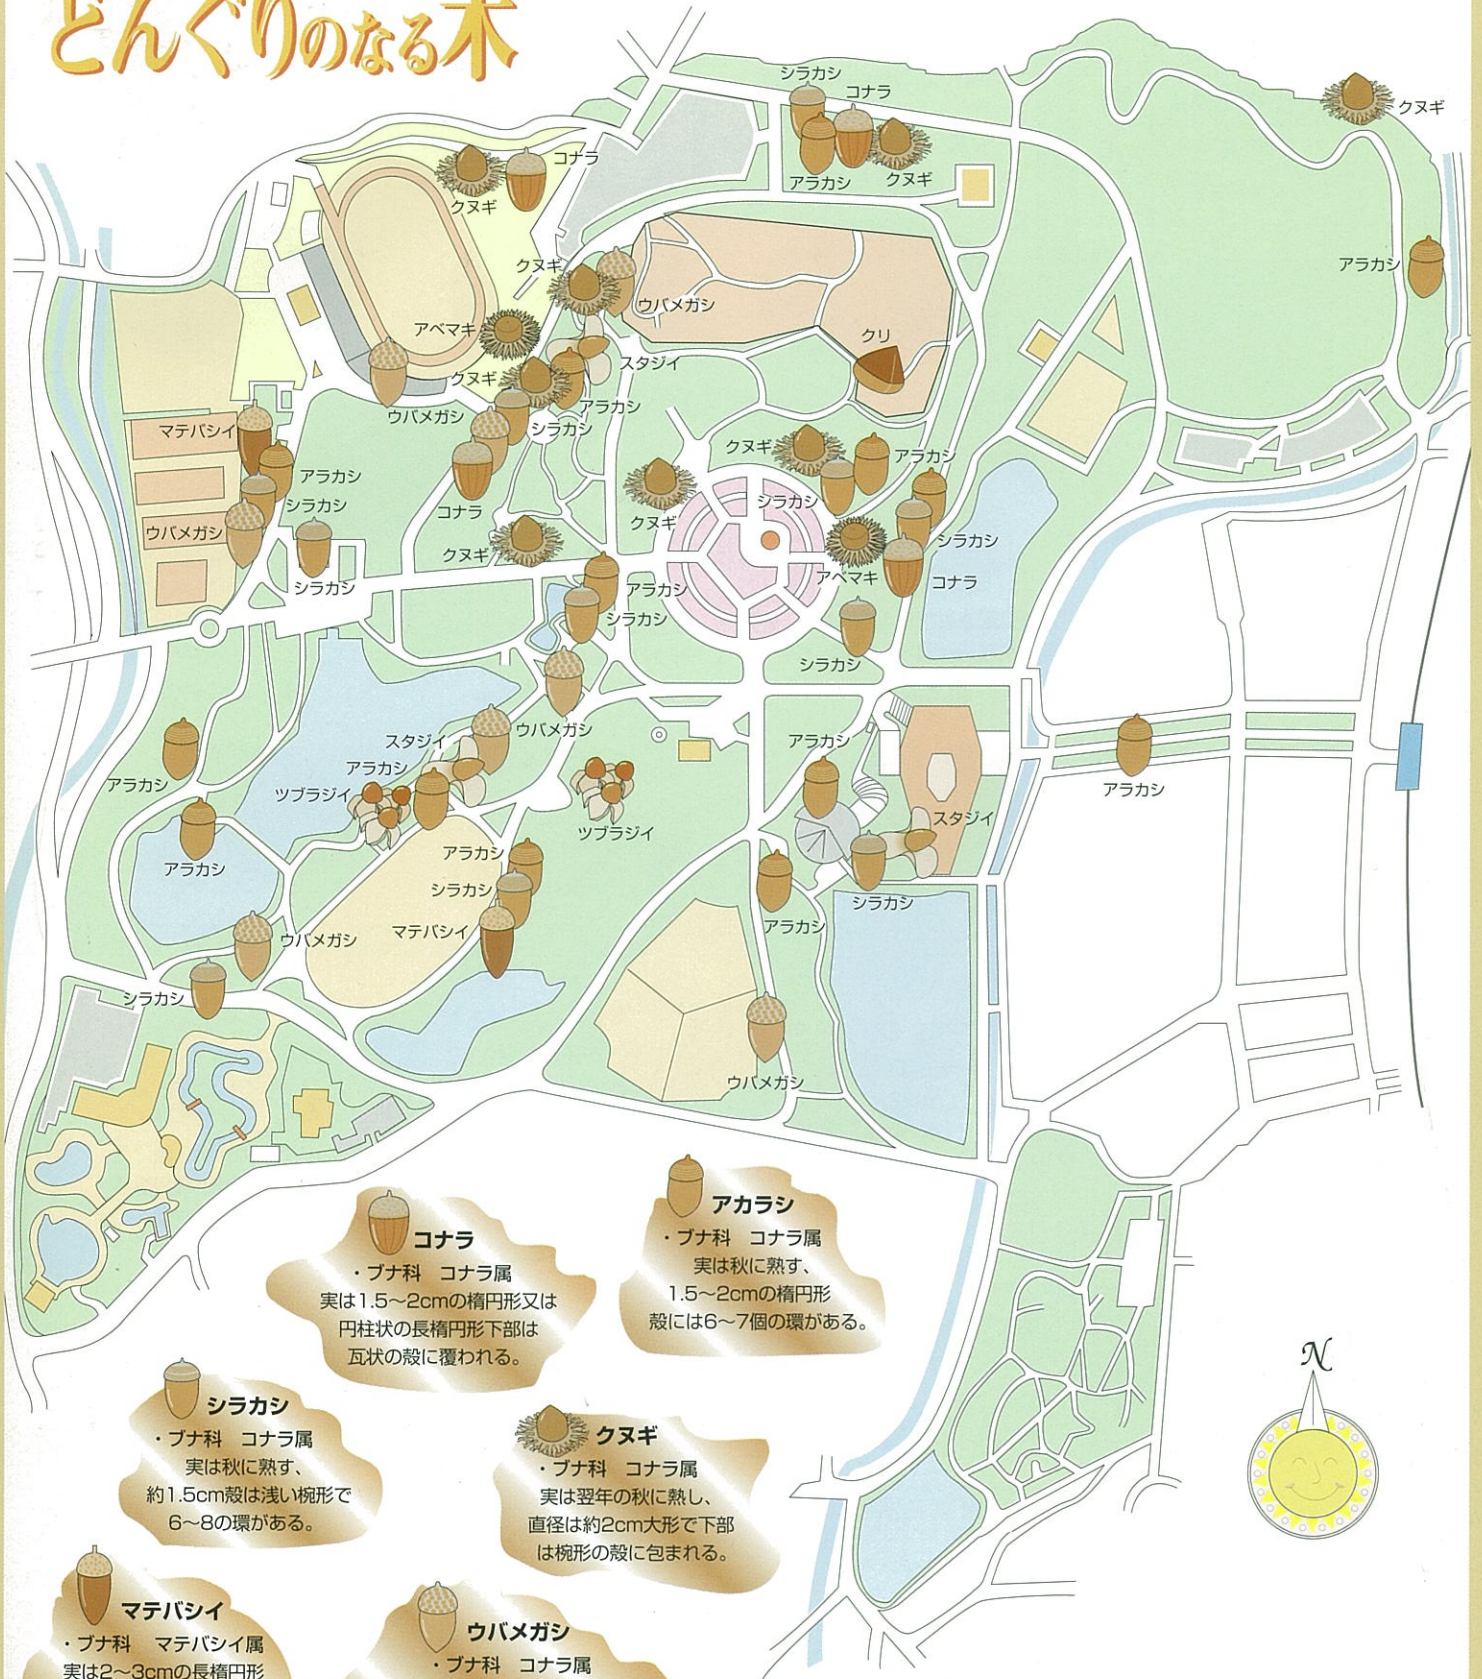 どんぐりのなる木
シラカシ
コナラ
アラカシ
クヌギ
クヌギ
コナラ
クヌギ
アラカシ
クヌギ
ウバメガシ
アベマキ
スタジイ
クリ
クヌギ
アラカシ
ウバメガシ
シラカシ
マテバシイ
アラカシ
シラカシ
ウバメガシ
シラカシ
コナラ
クヌギ
クヌギ
クヌギ
アラカシ
シラカシ
シラカシ
アベマキ
コナラ
アラカシ
シラカシ
シラカシ
ウバメガシ
スタジイ
アラカシ
ツブラジイ
ツブラジイ
アラカシ
アラカシ
アラカシ
アラカシ
スタジイ
シラカシ
アラカシ
アラカシ
シラカシ
マテバシイ
ウバメガシ
シラカシ
ウバメガシ
アカラシ
・ブナ科 コナラ属
実は秋に熟す、
1.5〜2cmの楕円形
殻には6〜7個の環がある。
コナラ
・ブナ科 コナラ属
実は1.5〜2cmの楕円形又は
円柱状の長楕円形下部は
瓦状の殻に覆われる。
シラカシ
・ブナ科 コナラ属
実は秋に熟す、
約1.5cm殻は浅い椀形で
6〜8の環がある。
クヌギ
・ブナ科 コナラ属
実は翌年の秋に熱し、
直径は約2cm大形で下部
は椀形の殻に包まれる。
N
マテバシイ
・ブナ科 マテバシイ属
実は2〜3cmの長楕円形
ウバメガシ
・ブナ科 コナラ属